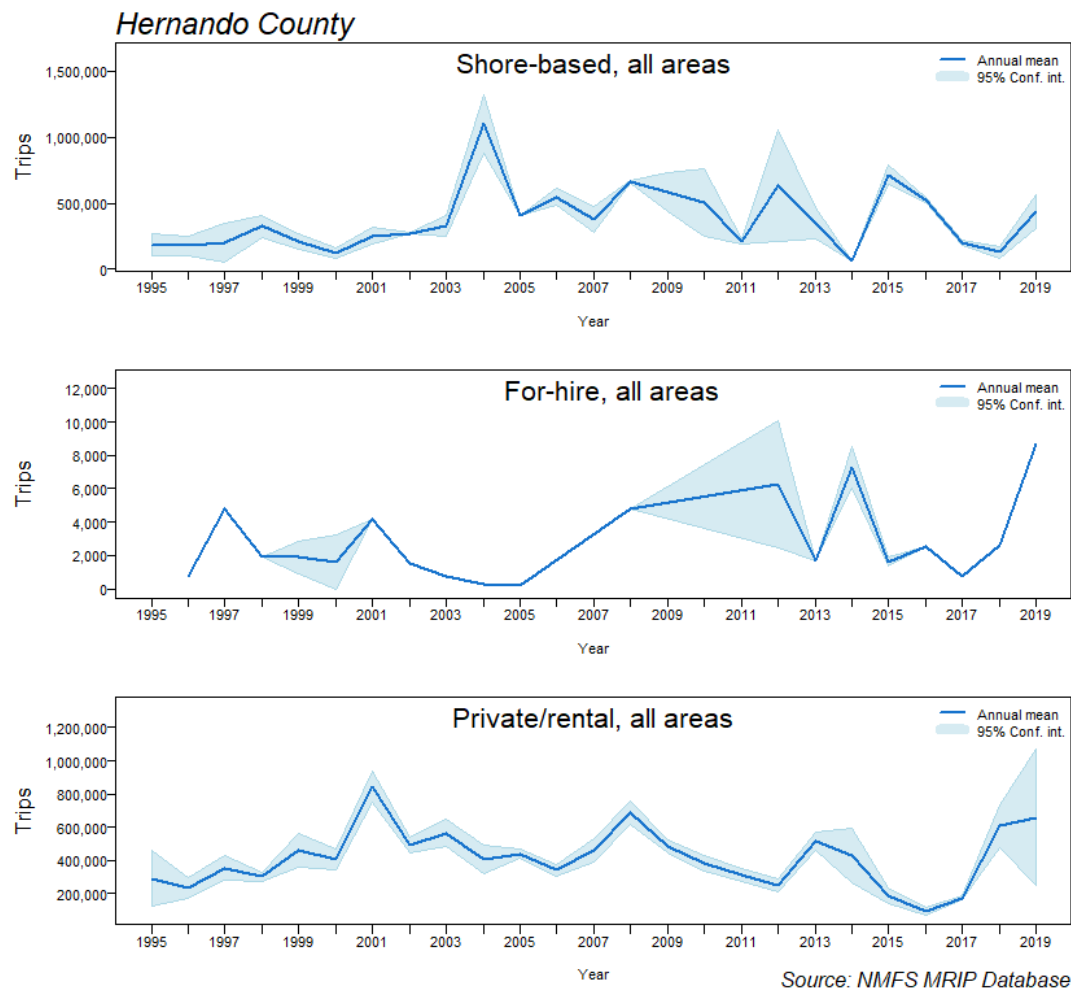 Hernando County
Shore-based, all areas
Annual mean
95% Conf. int.
Trips
1,500,000
1,000,000
500,000
0
1995 1997 1999 2001 2003 2005 2007 2009 2011 2013 2015 2017 2019
Year
For-hire, all areas
Annual mean
95% Conf. int.
Trips
12,000
10,000
8,000
6,000
4,000
2,000
0
1995 1997 1999 2001 2003 2005 2007 2009 2011 2013 2015 2017 2019
Year
Private/rental, all areas
Annual mean
95% Conf. int.
Trips
1,200,000
1,000,000
800,000
600,000
400,000
200,000
1995 1997 1999 2001 2003 2005 2007 2009 2011 2013 2015 2017 2019
Year
Source: NMFS MRIP Database